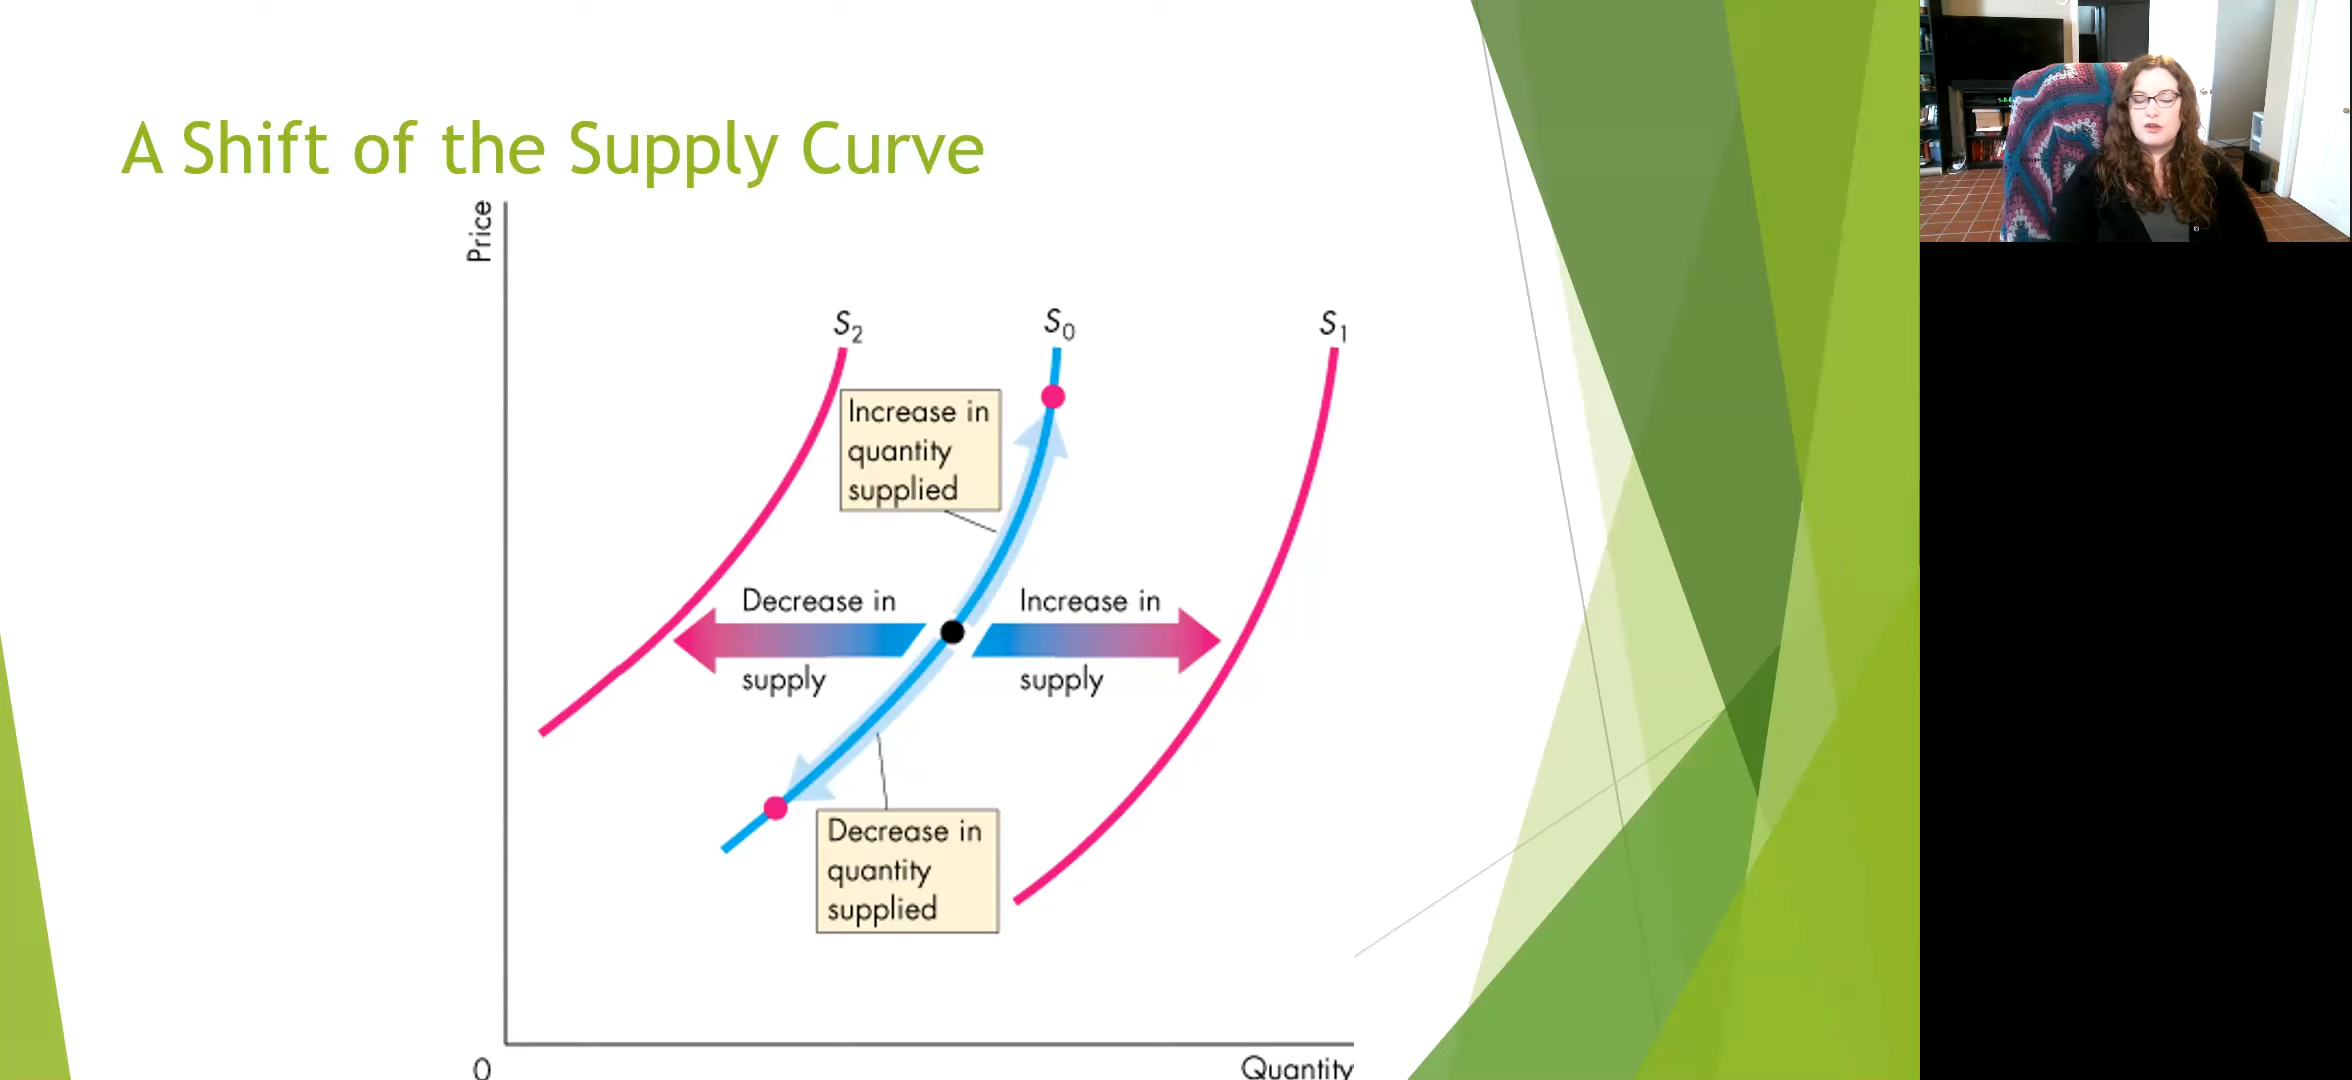 A Shift of the Supply Curve
Price
S₂
S₀
S₁
Increase in
quantity
supplied
Decrease in
supply
Increase in
supply
Decrease in
quantity
supplied
0
Quantity